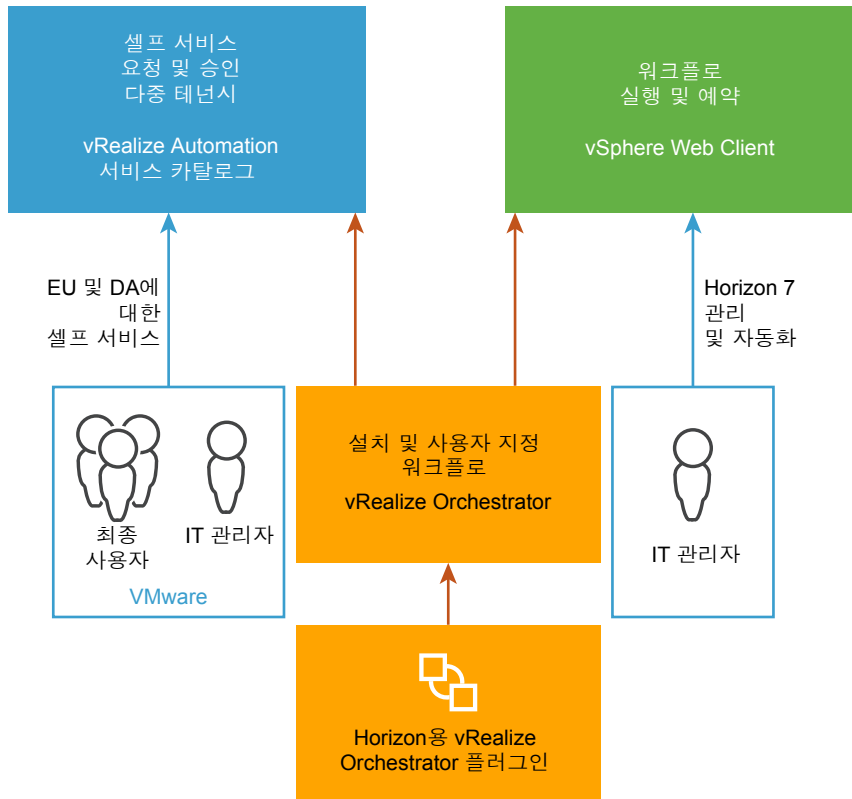 셀프 서비스
요청 및 승인
다중 테넌시
vRealize Automation
서비스 카탈로그
워크플로
실행 및 예약
vSphere Web Client
EU 및 DA에
대한
셀프 서비스
Horizon 7
관리
및 자동화
최종
사용자
IT 관리자
VMware
설치 및 사용자 지정
워크플로
vRealize Orchestrator
IT 관리자
Horizon용 vRealize
Orchestrator 플러그인